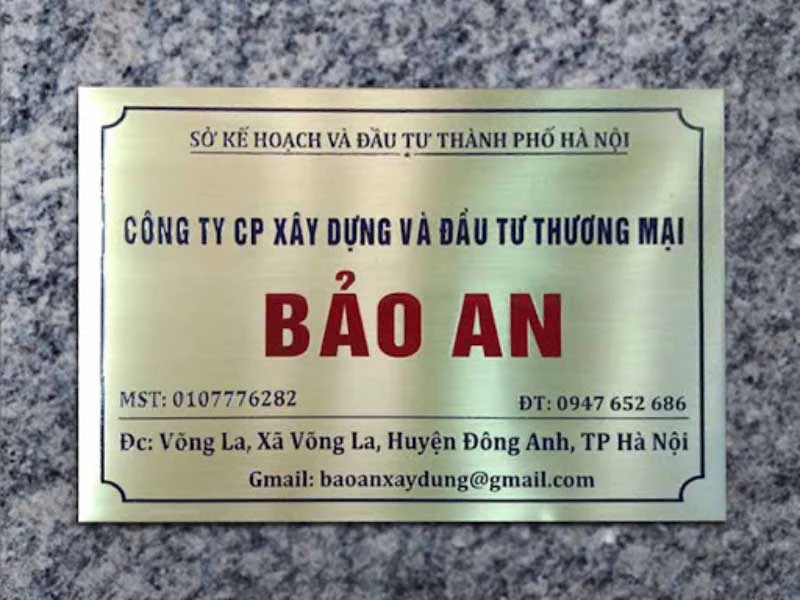 SỞ KẾ HOẠCH VÀ ĐẦU TƯ THÀNH PHỐ HÀ NỘI
CÔNG TY CP XÂY DỰNG VÀ ĐẦU TƯ THƯƠNG MẠI
BẢO AN
MST: 0107776282 ĐT: 0947 652 686
Đc: Võng La, Xã Võng La, Huyện Đông Anh, TP Hà Nội
Gmail: baoanxaydung@gmail.com